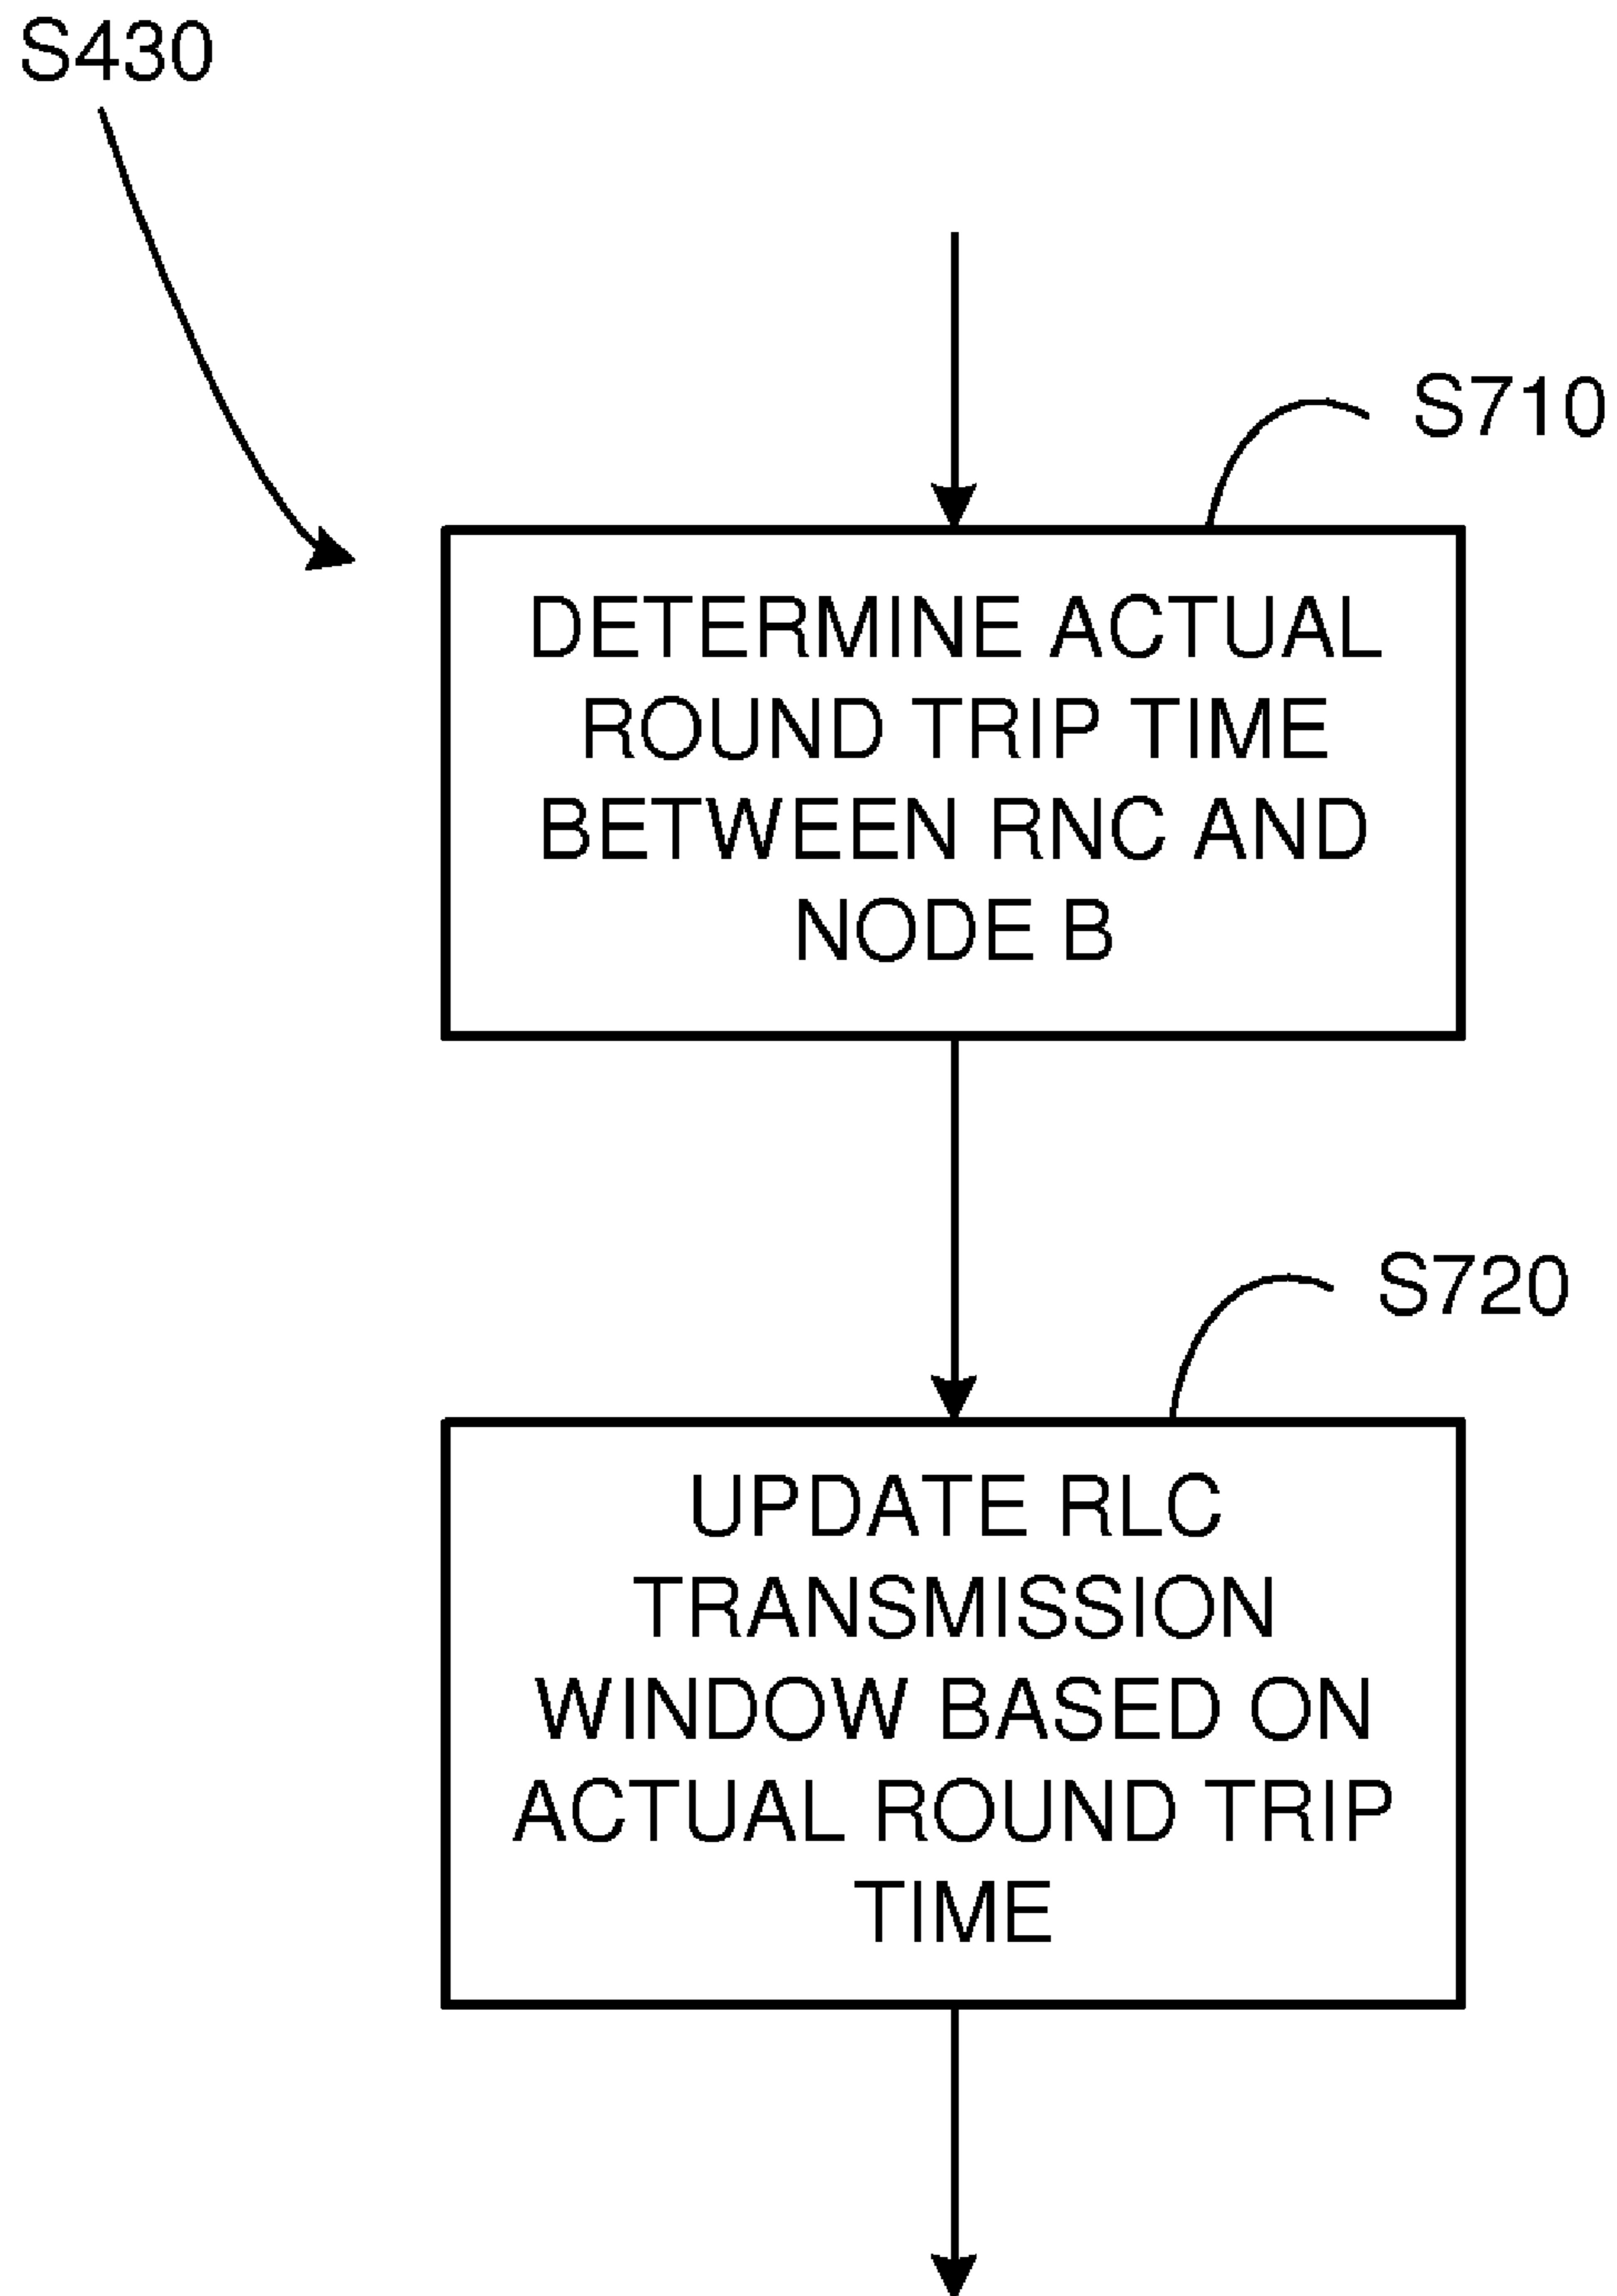 S430
S710
DETERMINE ACTUAL
ROUND TRIP TIME
BETWEEN RNC AND
NODE B
S720
UPDATE RLC
TRANSMISSION
WINDOW BASED ON
ACTUAL ROUND TRIP
TIME